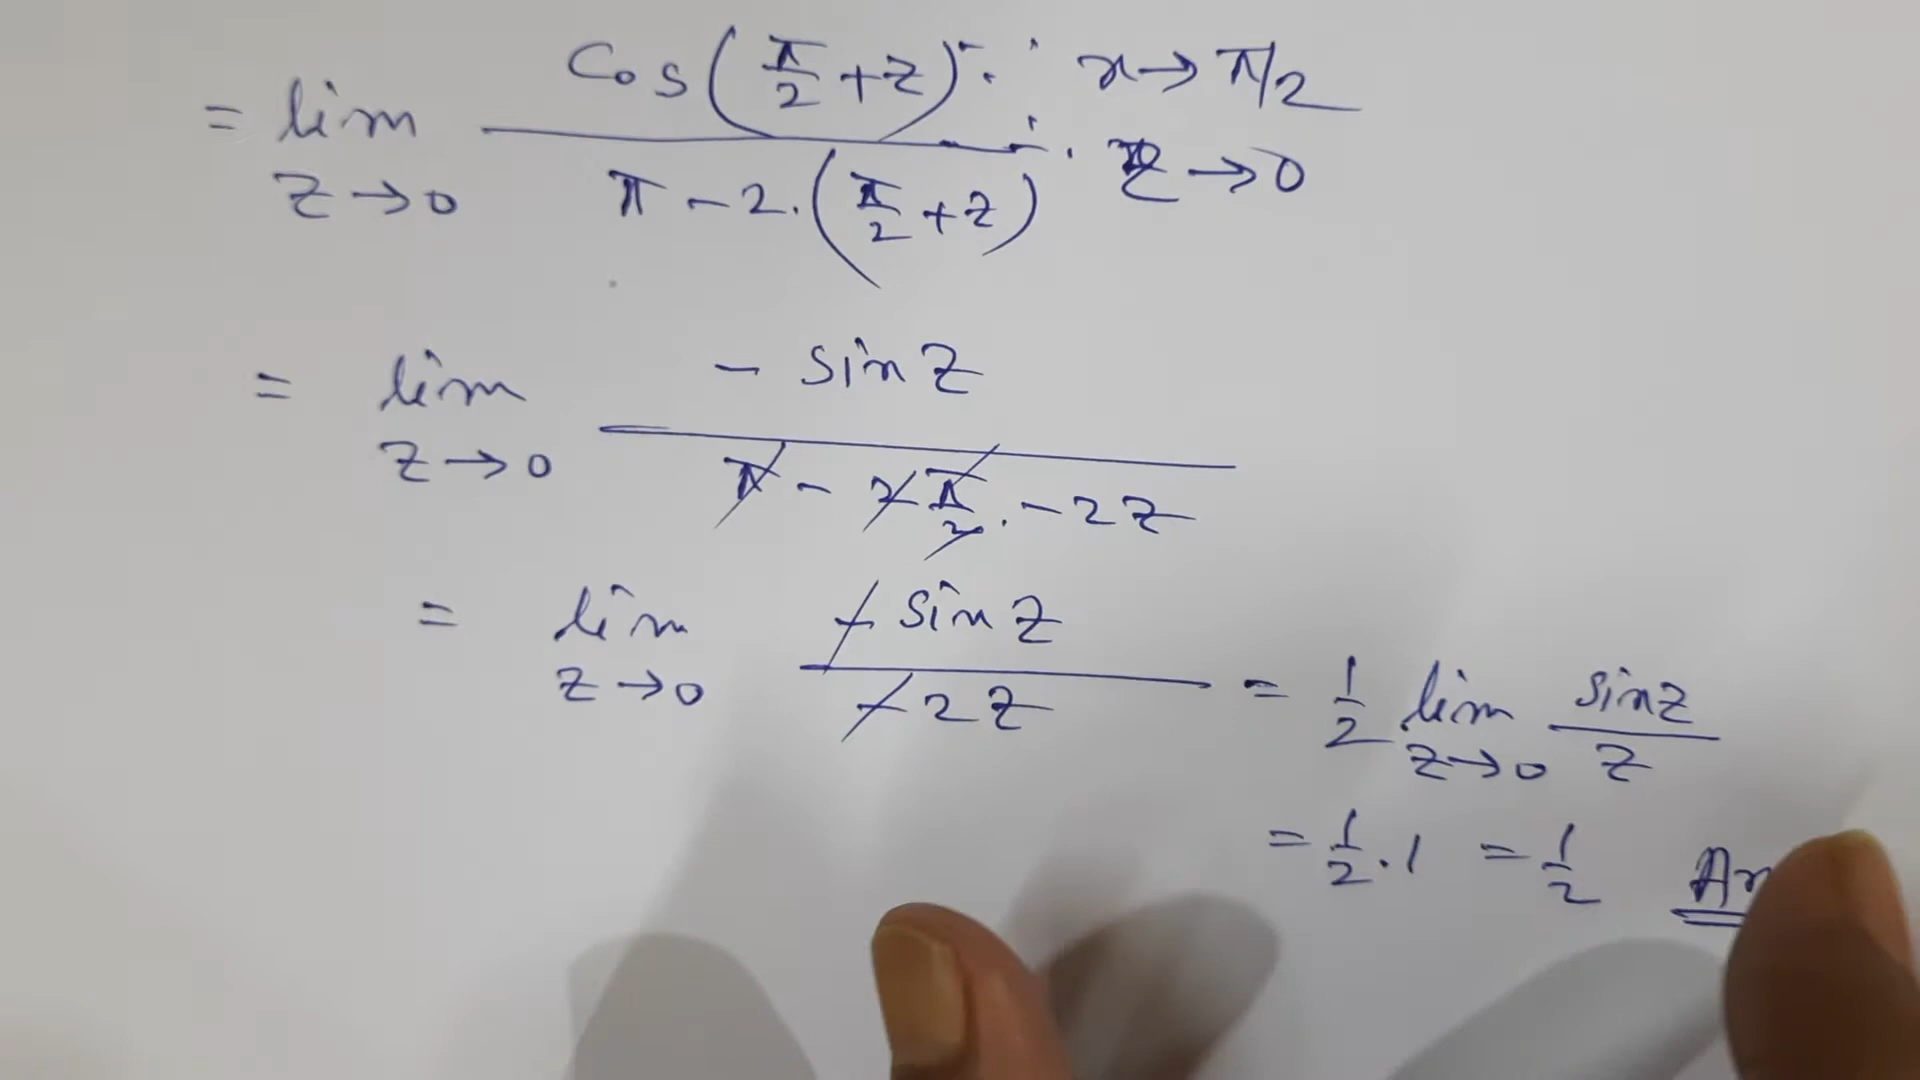 = lim z→0 cos(π/2 + z) / π - 2.(π/2 + z) ∵ x→π/2
∴ z→0
= lim z→0 - sin z / π - 2 π/2 . - 2z
= lim z→0 - sin z / - 2z = 1/2 lim z→0 sin z / z
= 1/2 . 1 = 1/2